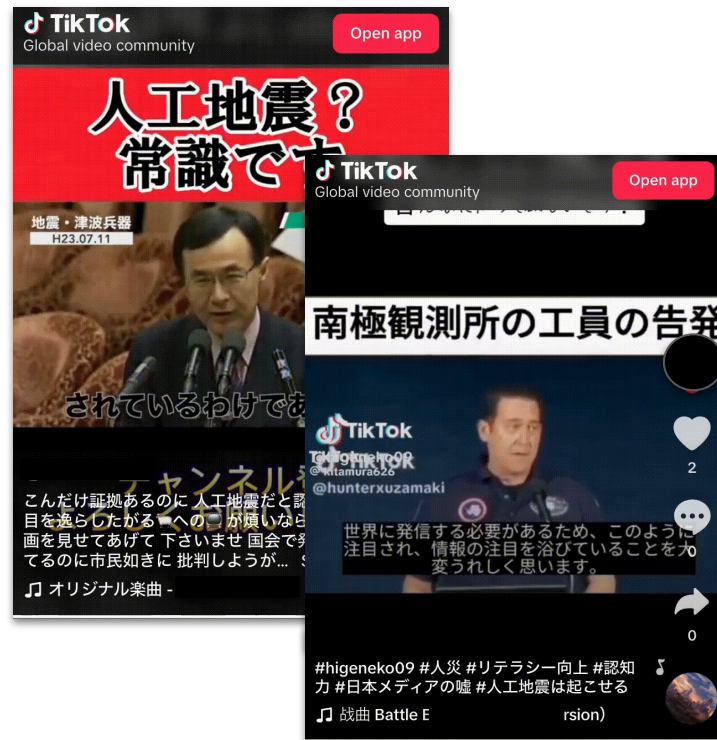 TikTok
Global video community
Open app
人工地震？
常識です
地震・津波兵器
H23.07.11
されているわけであ
チャンネル
こんだけ証拠あるのに 人工地震だと認
目を逸らしたがる
への
が煩いなら
画を見せてあげて 下さいませ 国会で発
てるのに市民如きに 批判しようが...
オリジナル楽曲 -
TikTok
Global video community
Open app
南極観測所の工員の告発
TikTok
@kitamura626
@hunterxuzamaki
世界に発信する必要があるため、このように
注目され、情報の注目を浴びていることを大
変うれしく思います。
2
0
0
#higeneko09 #人災 #リテラシー向上 #認知
力 #日本メディアの嘘 #人工地震は起こせる
战曲 Battle E
rsion）